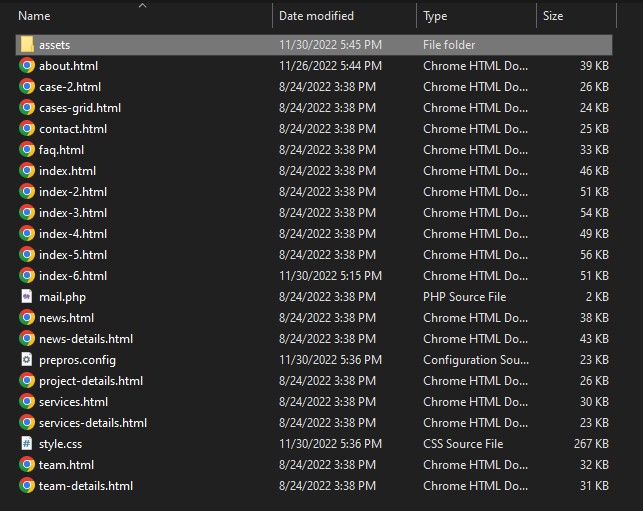 Name Date modified Type Size
assets 11/30/2022 5:45 PM File folder
about.html 11/26/2022 5:44 PM Chrome HTML Do... 39 KB
case-2.html 8/24/2022 3:38 PM Chrome HTML Do... 26 KB
cases-grid.html 8/24/2022 3:38 PM Chrome HTML Do... 24 KB
contact.html 8/24/2022 3:38 PM Chrome HTML Do... 25 KB
faq.html 8/24/2022 3:38 PM Chrome HTML Do... 33 KB
index.html 8/24/2022 3:38 PM Chrome HTML Do... 46 KB
index-2.html 8/24/2022 3:38 PM Chrome HTML Do... 51 KB
index-3.html 8/24/2022 3:38 PM Chrome HTML Do... 54 KB
index-4.html 8/24/2022 3:38 PM Chrome HTML Do... 49 KB
index-5.html 8/24/2022 3:38 PM Chrome HTML Do... 56 KB
index-6.html 11/30/2022 5:15 PM Chrome HTML Do... 51 KB
mail.php 8/24/2022 3:38 PM PHP Source File 2 KB
news.html 8/24/2022 3:38 PM Chrome HTML Do... 38 KB
news-details.html 8/24/2022 3:38 PM Chrome HTML Do... 43 KB
prepros.config 11/30/2022 5:36 PM Configuration Sou... 23 KB
project-details.html 8/24/2022 3:38 PM Chrome HTML Do... 26 KB
services.html 8/24/2022 3:38 PM Chrome HTML Do... 30 KB
services-details.html 8/24/2022 3:38 PM Chrome HTML Do... 23 KB
style.css 11/30/2022 5:36 PM CSS Source File 267 KB
team.html 8/24/2022 3:38 PM Chrome HTML Do... 32 KB
team-details.html 8/24/2022 3:38 PM Chrome HTML Do... 31 KB